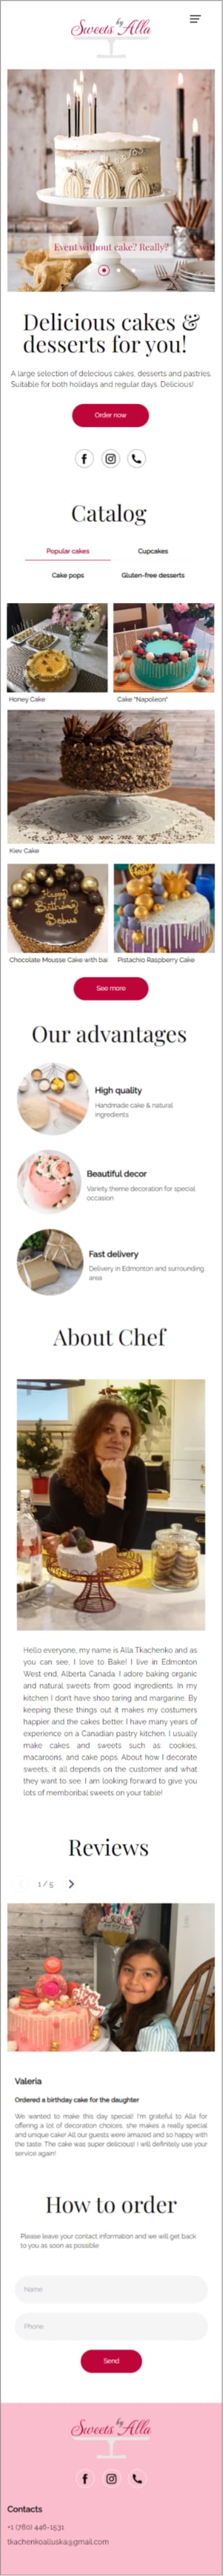 Sweets by Alla
Event without cake? Really?
Delicious cakes &
desserts for you!
A large selection of delecious cakes, desserts and pastries.
Suitable for both holidays and regular days. Delicious!
Order now
Catalog
Popular cakes
Cupcakes
Cake pops
Gluten-free desserts
Honey Cake
Cake "Napoleon"
Kiev Cake
Happy
Birthday
Bebus
Chocolate Mousse Cake with bai
Pistachio Raspberry Cake
See more
Our advantages
High quality
Handmade cake & natural
ingredients
Beautiful decor
Variety theme decoration for special
occasion
Fast delivery
Delivery in Edmonton and surrounding
area
About Chef
Hello everyone, my name is Alla Tkachenko and as
you can see, I love to Bake! I live in Edmonton
West end, Alberta Canada. I adore baking organic
and natural sweets from good ingredients. In my
kitchen I don't have shoo taring and margarine. By
keeping these things out it makes my costumers
happier and the cakes better. I have many years of
experience on a Canadian pastry kitchen. I usually
make cakes and sweets such as: cookies,
macaroons, and cake pops. About how I decorate
sweets, it all depends on the customer and what
they want to see. I am looking forward to give you
lots of memboribal sweets on your table!
Reviews
1 / 5
Valeria
Ordered a birthday cake for the daughter
We wanted to make this day special! I'm grateful to Alla for
offering a lot of decoration choices, she makes a really special
and unique cake! All our guests were amazed and so happy with
the taste. The cake was super delicious! I will definitely use your
service again!
How to order
Please leave your contact information and we will get back
to you as soon as possible
Name
Phone
Send
Sweets by Alla
Contacts
+1 (780) 446-1531
tkachenkoalluska@gmail.com